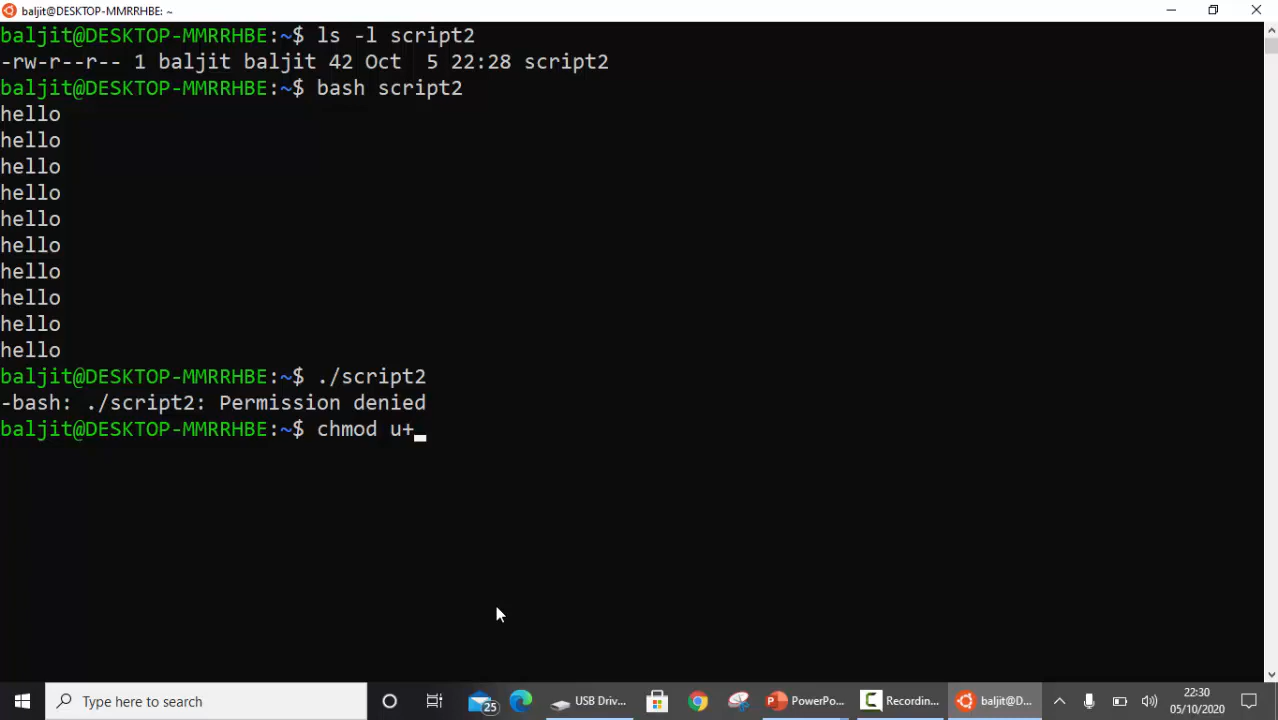 baljit@DESKTOP-MMRRHBE: ~
baljit@DESKTOP-MMRRHBE:~$ ls -l script2
-rw-r--r-- 1 baljit baljit 42 Oct  5 22:28 script2
baljit@DESKTOP-MMRRHBE:~$ bash script2
hello
hello
hello
hello
hello
hello
hello
hello
hello
hello
baljit@DESKTOP-MMRRHBE:~$ ./script2
-bash: ./script2: Permission denied
baljit@DESKTOP-MMRRHBE:~$ chmod u+
Type here to search
25
USB Driv...
PowerPo...
Recording...
baljit@D...
22:30
05/10/2020